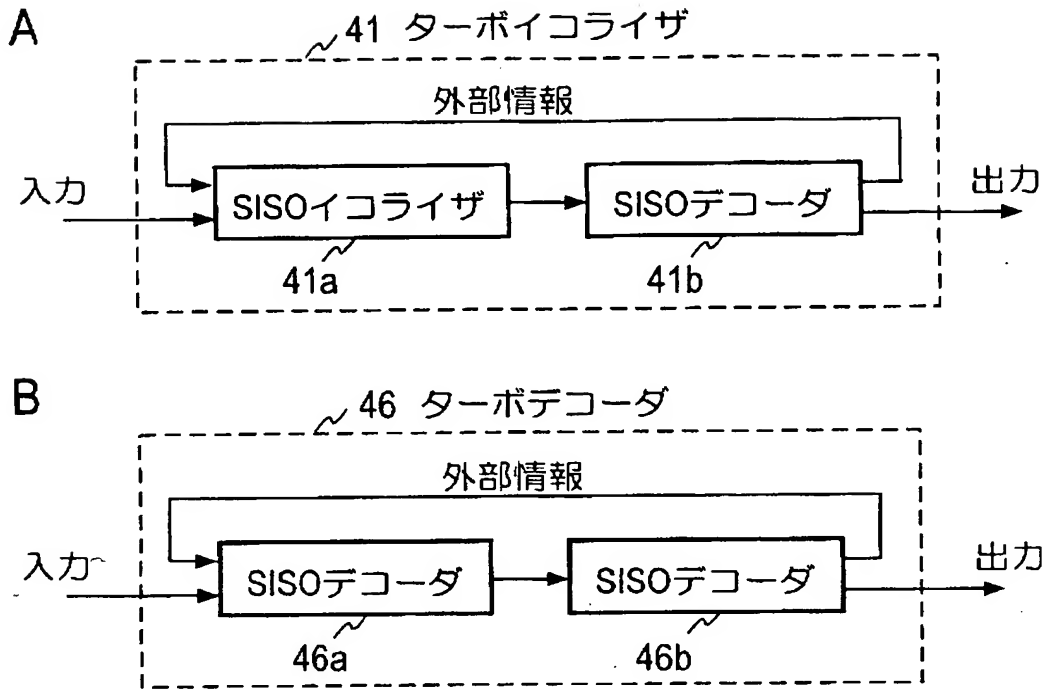 A
41 ターボイコライザ
外部情報
入力
SISOイコライザ
SISOデコーダ
出力
41a
41b
B
46 ターボデコーダ
外部情報
入力
SISOデコーダ
SISOデコーダ
出力
46a
46b